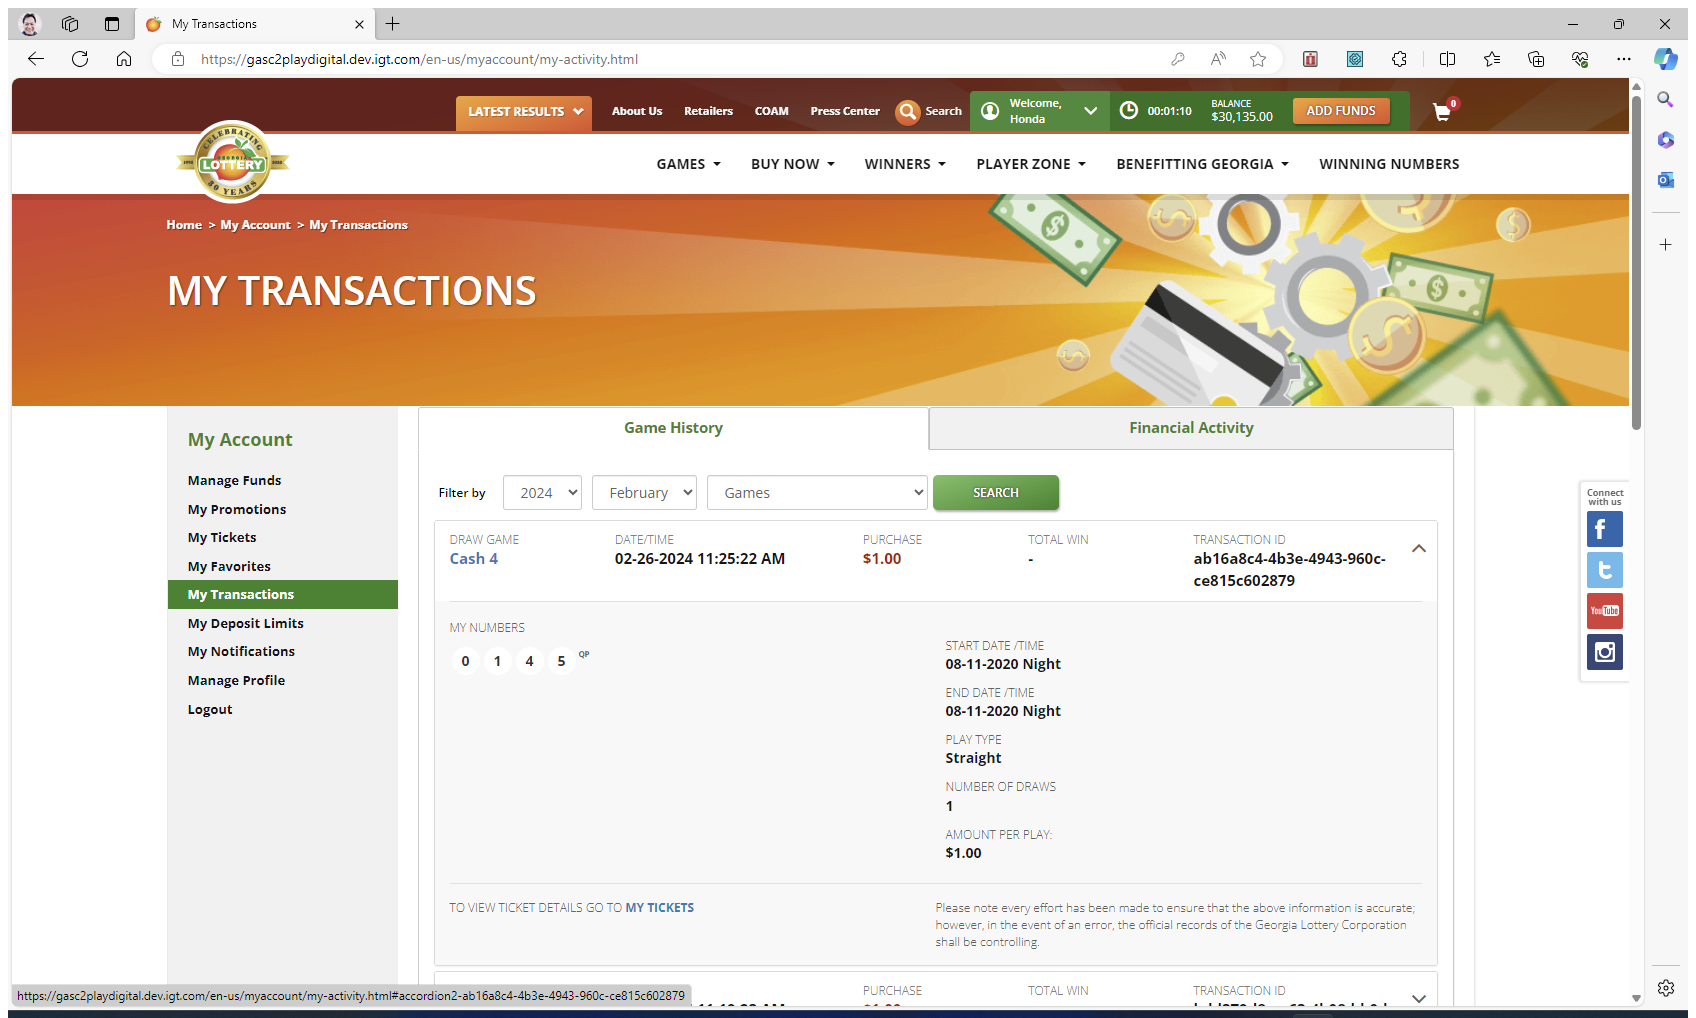 My Transactions
https://gasc2playdigital.dev.igt.com/en-us/myaccount/my-activity.html
LATEST RESULTS
About Us
Retailers
COAM
Press Center
Search
Welcome,
Honda
00:01:10
BALANCE
$30,135.00
ADD FUNDS
0
CELEBRATING
GEORGIA
LOTTERY
30 YEARS
GAMES
BUY NOW
WINNERS
PLAYER ZONE
BENEFITTING GEORGIA
WINNING NUMBERS
Home > My Account > My Transactions
MY TRANSACTIONS
My Account
Manage Funds
My Promotions
My Tickets
My Favorites
My Transactions
My Deposit Limits
My Notifications
Manage Profile
Logout
Game History
Financial Activity
Filter by
2024
February
Games
SEARCH
DRAW GAME
Cash 4
DATE/TIME
02-26-2024 11:25:22 AM
PURCHASE
$1.00
TOTAL WIN
-
TRANSACTION ID
ab16a8c4-4b3e-4943-960c-
ce815c602879
MY NUMBERS
0 1 4 5 QP
START DATE /TIME
08-11-2020 Night
END DATE /TIME
08-11-2020 Night
PLAY TYPE
Straight
NUMBER OF DRAWS
1
AMOUNT PER PLAY:
$1.00
TO VIEW TICKET DETAILS GO TO MY TICKETS
Please note every effort has been made to ensure that the above information is accurate;
however, in the event of an error, the official records of the Georgia Lottery Corporation
shall be controlling.
PURCHASE
TOTAL WIN
TRANSACTION ID
Connect
with us
You Tube
https://gasc2playdigital.dev.igt.com/en-us/myaccount/my-activity.html#accordion2-ab16a8c4-4b3e-4943-960c-ce815c602879